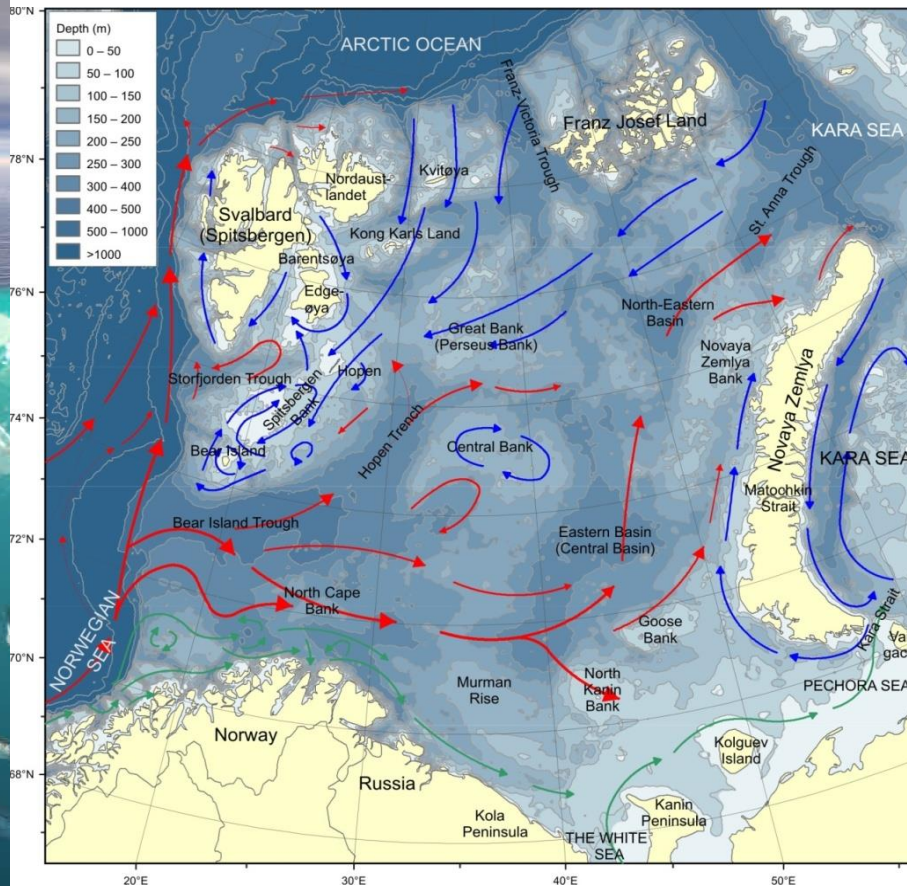 80°N
78°N
76°N
74°N
72°N
70°N
68°N
20°E
30°E
40°E
50°E
Depth (m)
0 – 50
50 – 100
100 – 150
150 – 200
200 – 250
250 – 300
300 – 400
400 – 500
500 – 1000
>1000
ARCTIC OCEAN
Franz-Victoria Trough
Franz Josef Land
KARA SEA
Kvitøya
Nordaust-
landet
Svalbard
(Spitsbergen)
St. Anna Trough
Kong Karls Land
Barentsøya
Edge-
øya
North-Eastern
Basin
Great Bank
(Perseus Bank)
Novaya
Zemlya
Bank
Hopen
Storfjorden Trough
Spitsbergen
Bank
Novaya Zemlya
Hopen Trench
Bear Island
Central Bank
KARA SEA
Matochkin
Strait
Bear Island Trough
Eastern Basin
(Central Basin)
North Cape
Bank
NORWEGIAN
SEA
Goose
Bank
Kara Strait
Va
gac
Murman
Rise
North
Kanin
Bank
PECHORA SEA
Norway
Kolguev
Island
Russia
Kola
Peninsula
Kanin
Peninsula
THE WHITE
SEA